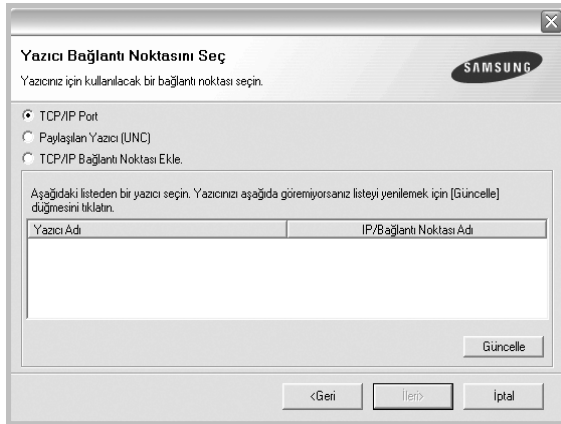 Yazıcı Bağlantı Noktasını Seç
Yazıcınız için kullanılacak bir bağlantı noktası seçin.
SAMSUNG
TCP/IP Port
Paylaşılan Yazıcı (UNC)
TCP/IP Bağlantı Noktası Ekle.
Aşağıdaki listeden bir yazıcı seçin. Yazıcınızı aşağıda göremiyorsanız listeyi yenilemek için [Güncelle]
düğmesini tıklatın.
Yazıcı Adı IP/Bağlantı Noktası Adı
Güncelle
<Geri İleri> İptal